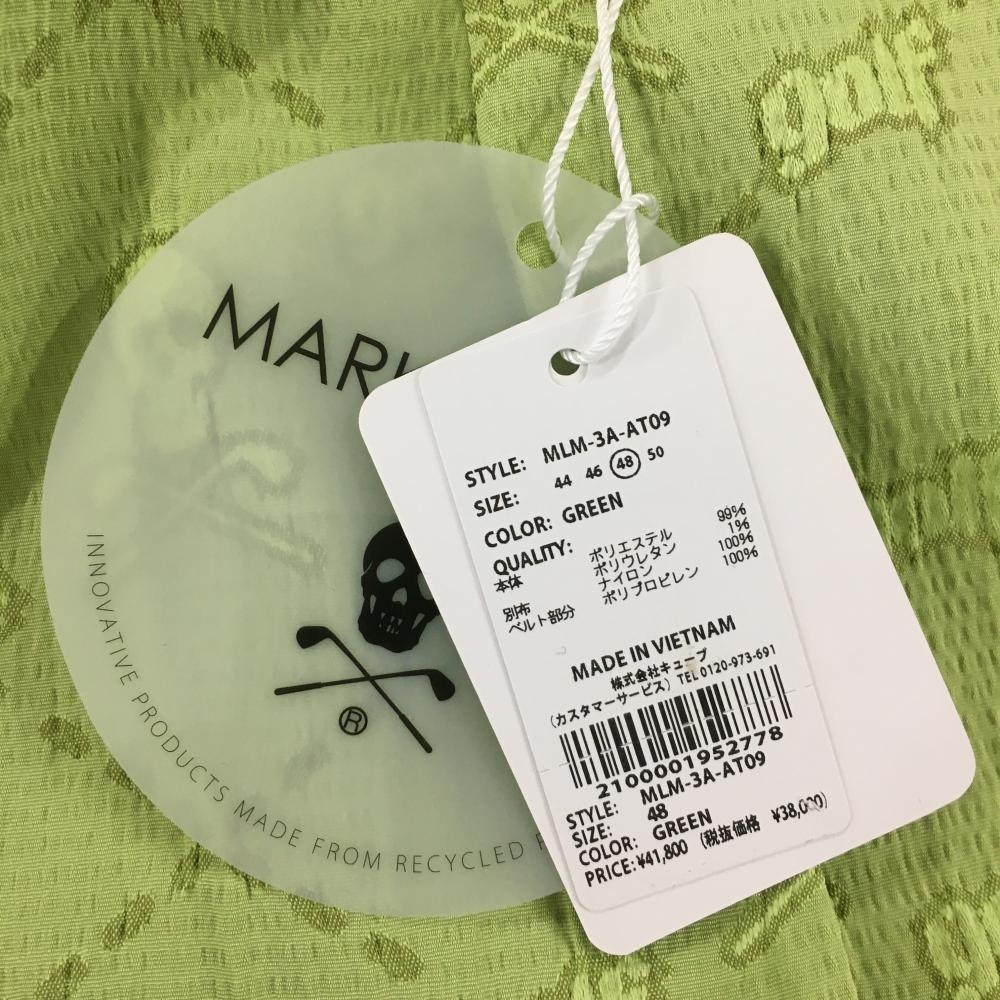 golf
MARK
®
INNOVATIVE PRODUCTS MADE FROM RECYCLED
STYLE: MLM-3A-AT09
SIZE: 44 46 48 50
COLOR: GREEN
QUALITY:
本体 ポリエステル 99%
ポリウレタン 1%
別布 ナイロン 100%
ベルト部分 ポリプロピレン 100%
MADE IN VIETNAM
株式会社キューブ
(カスタマーサービス) TEL 0120-973-691
2100001952778
STYLE: MLM-3A-AT09
SIZE: 48
COLOR: GREEN
PRICE: ¥41,800 (税抜価格 ¥38,000)
golf